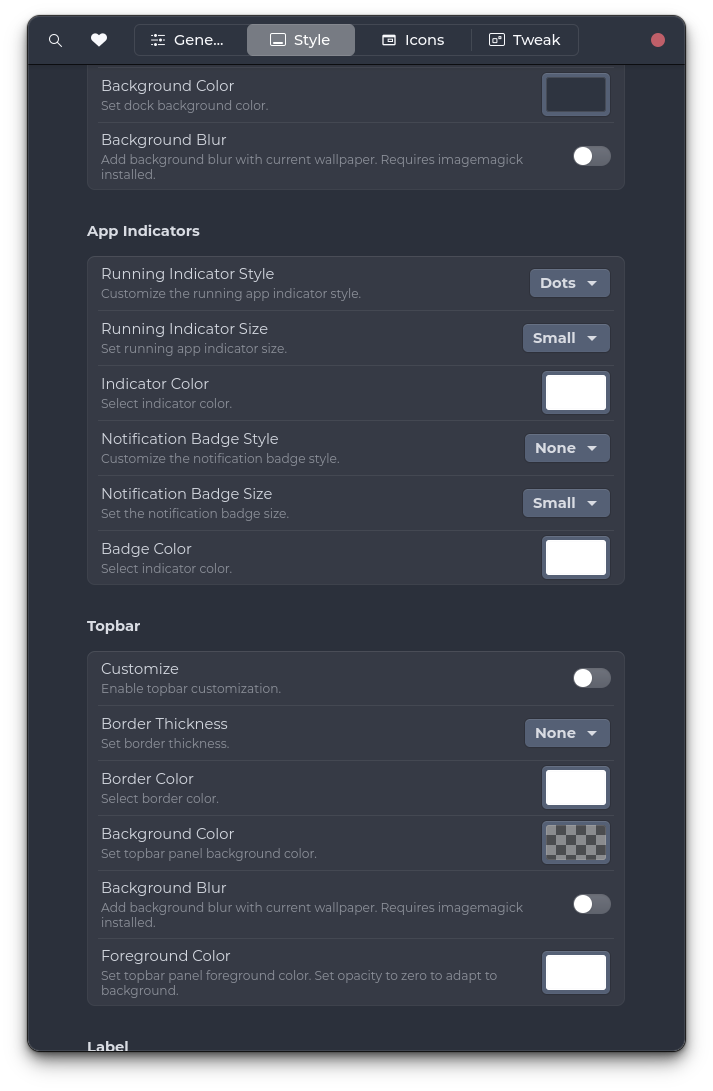 Gene... Style Icons Tweak
Background Color
Set dock background color.
Background Blur
Add background blur with current wallpaper. Requires imagemagick
installed.
App Indicators
Running Indicator Style
Customize the running app indicator style.
Dots
Running Indicator Size
Set running app indicator size.
Small
Indicator Color
Select indicator color.
Notification Badge Style
Customize the notification badge style.
None
Notification Badge Size
Set the notification badge size.
Small
Badge Color
Select indicator color.
Topbar
Customize
Enable topbar customization.
Border Thickness
Set border thickness.
None
Border Color
Select border color.
Background Color
Set topbar panel background color.
Background Blur
Add background blur with current wallpaper. Requires imagemagick
installed.
Foreground Color
Set topbar panel foreground color. Set opacity to zero to adapt to
background.
Label